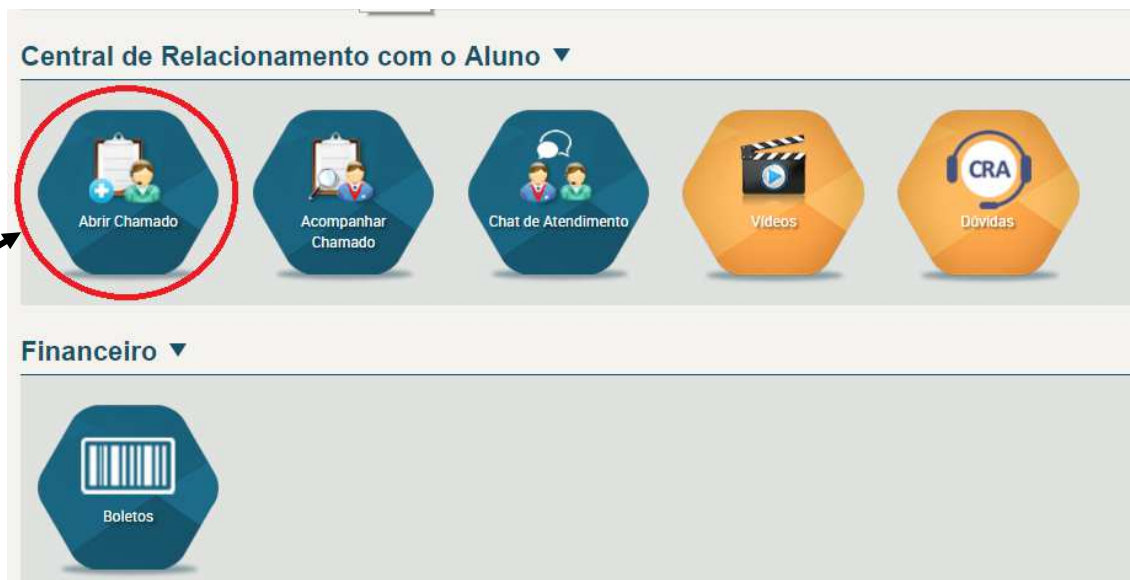 Central de Relacionamento com o Aluno ▼
Abrir Chamado
Acompanhar
Chamado
Chat de Atendimento
Vídeos
CRA
Dúvidas
Financeiro ▼
Boletos